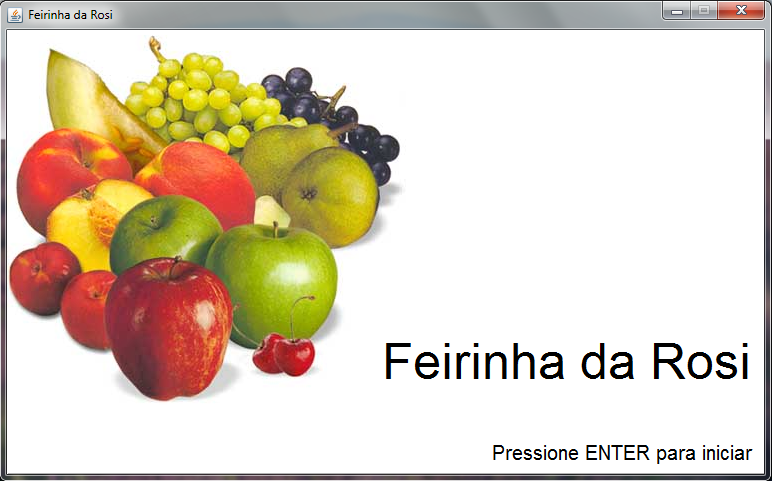 Feirinha da Rosi
Feirinha da Rosi
Pressione ENTER para iniciar